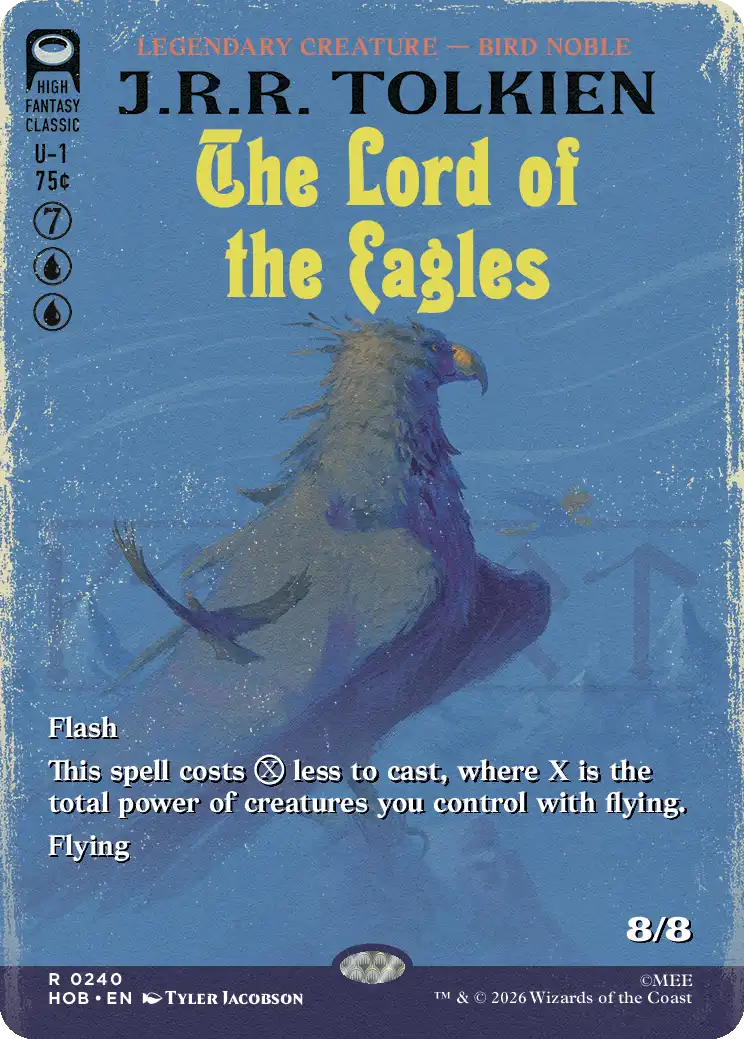 LEGENDARY CREATURE — BIRD NOBLE
J.R.R. TOLKIEN
The Lord of
the Eagles
HIGH
FANTASY
CLASSIC
U-1
75¢
7
Flash
This spell costs X less to cast, where X is the
total power of creatures you control with flying.
Flying
8/8
R 0240
HOB • EN Tyler Jacobson
©MEE
™ & © 2026 Wizards of the Coast